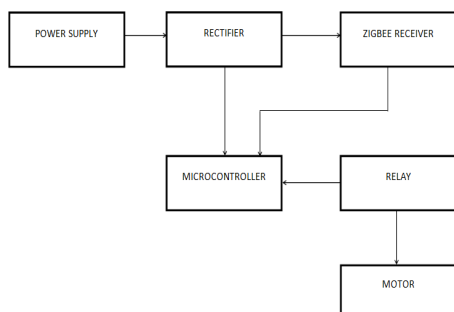 POWER SUPPLY
RECTIFIER
ZIGBEE RECEIVER
MICROCONTROLLER
RELAY
MOTOR